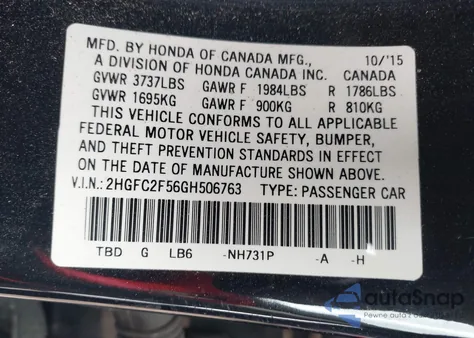 MFD. BY HONDA OF CANADA MFG., 10/'15
A DIVISION OF HONDA CANADA INC. CANADA
GVWR 3737LBS GAWR F 1984LBS R 1786LBS
GVWR 1695KG GAWR F 900KG R 810KG
THIS VEHICLE CONFORMS TO ALL APPLICABLE
FEDERAL MOTOR VEHICLE SAFETY, BUMPER,
AND THEFT PREVENTION STANDARDS IN EFFECT
ON THE DATE OF MANUFACTURE SHOWN ABOVE.
V.I.N.: 2HGFC2F56GH506763 TYPE: PASSENGER CAR
TBD G LB6 -NH731P -A -H
autoSnap
Pewne auta